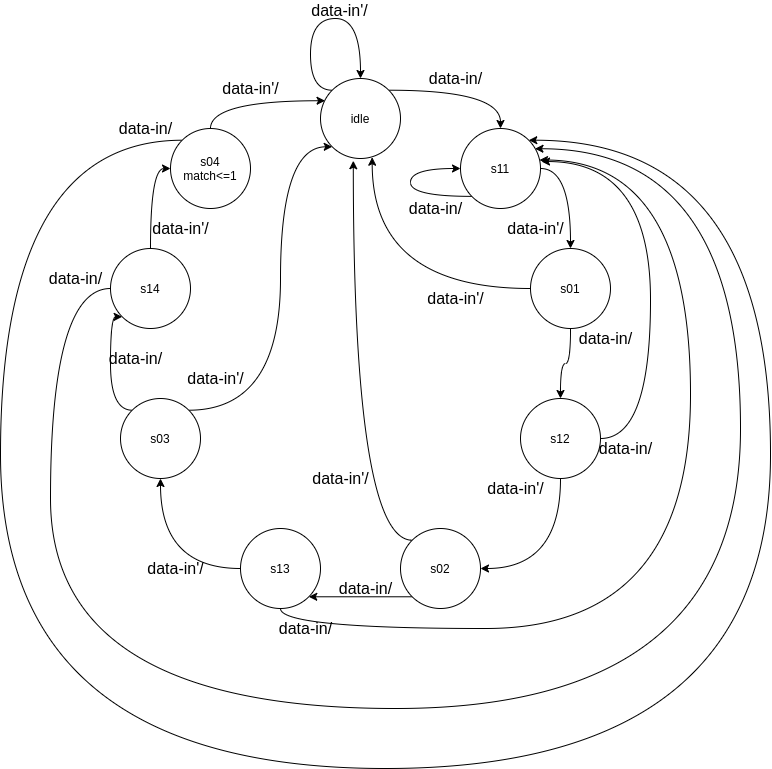 data-in'/
data-in/
data-in'/
idle
data-in/
s04
match<=1
s11
data-in/
data-in'/
data-in'/
data-in/
s14
s01
data-in'/
data-in/
data-in/
data-in'/
s03
s12
data-in/
data-in'/
data-in'/
data-in'/
s13
s02
data-in/
data-in/